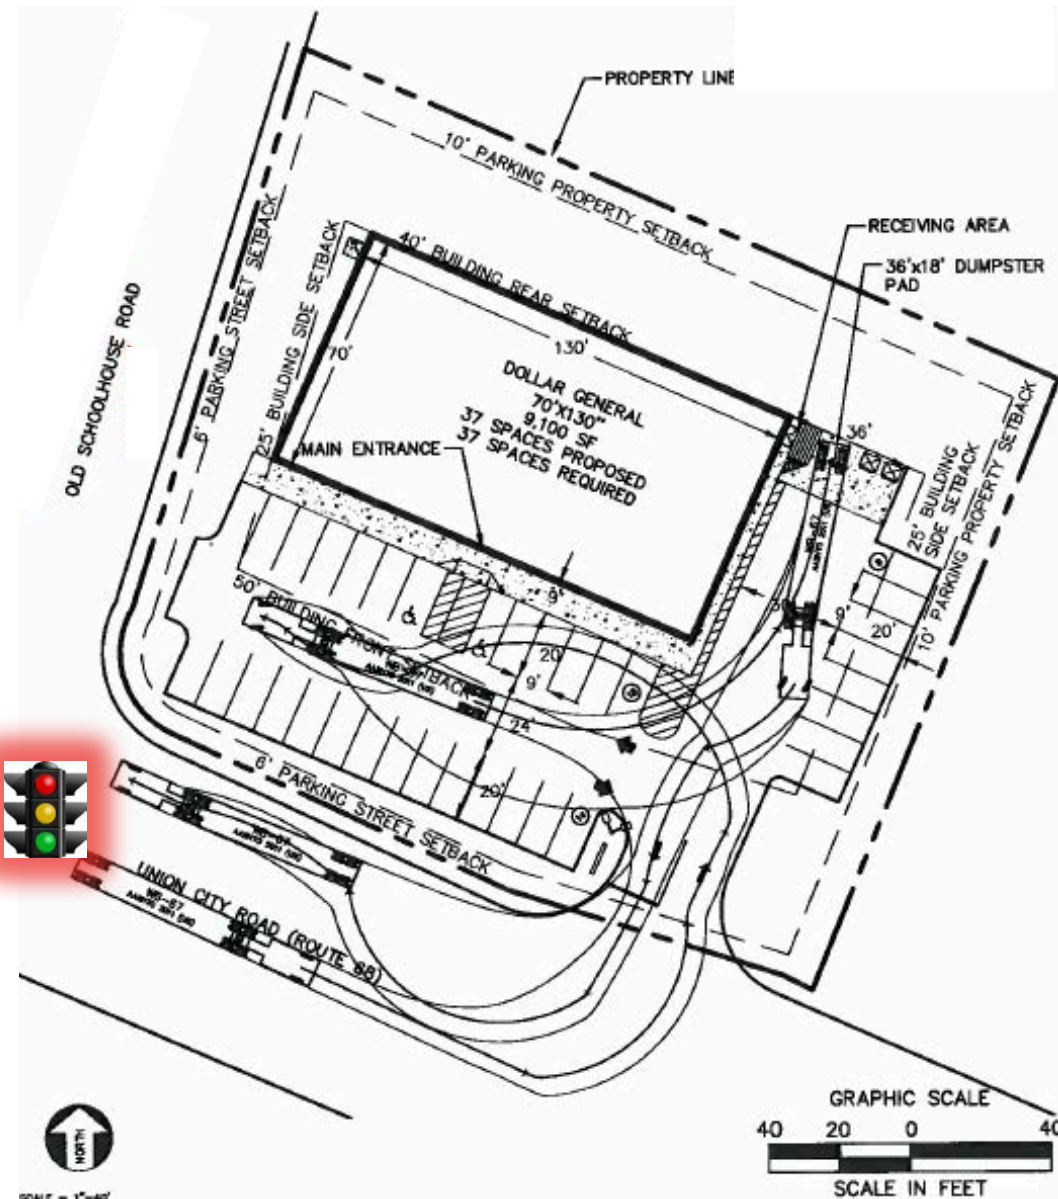 PROPERTY LINE
10' PARKING PROPERTY SETBACK
RECEIVING AREA
36'x18' DUMPSTER
PAD
OLD SCHOOLHOUSE ROAD
6' PARKING STREET SETBACK
25' BUILDING SIDE SETBACK
40' BUILDING REAR SETBACK
130'
70'
DOLLAR GENERAL
70'X130"
9,100 SF
37 SPACES PROPOSED
37 SPACES REQUIRED
MAIN ENTRANCE
36'
25' BUILDING
SIDE SETBACK
10' PARKING PROPERTY SETBACK
50' BUILDING FRONT SETBACK
9'
20'
9'
24'
20'
9'
20'
6' PARKING STREET SETBACK
UNION CITY ROAD (ROUTE 68)
WB-67
NORTH
GRAPHIC SCALE
40 20 0 40
SCALE IN FEET